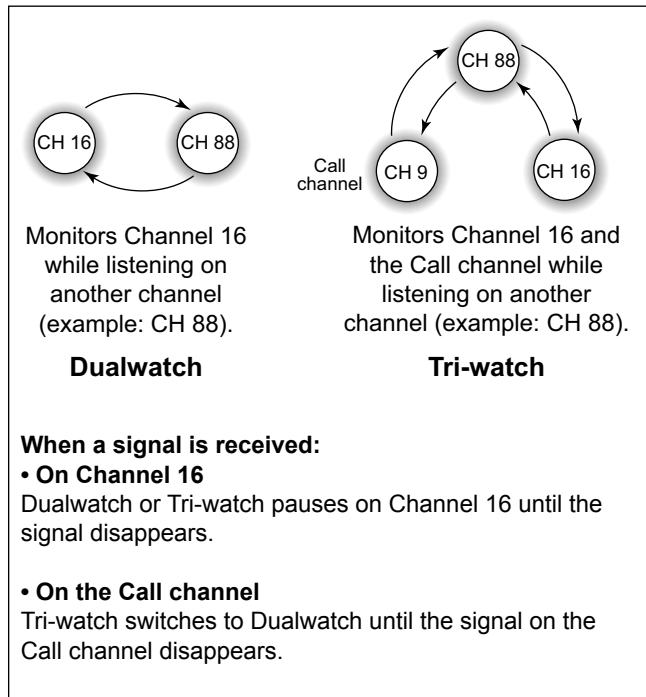 CH 16
CH 88
Monitors Channel 16
while listening on
another channel
(example: CH 88).
Dualwatch
CH 88
Call
channel
CH 9
CH 16
Monitors Channel 16 and
the Call channel while
listening on another
channel (example: CH 88).
Tri-watch
When a signal is received:
• On Channel 16
Dualwatch or Tri-watch pauses on Channel 16 until the
signal disappears.
• On the Call channel
Tri-watch switches to Dualwatch until the signal on the
Call channel disappears.